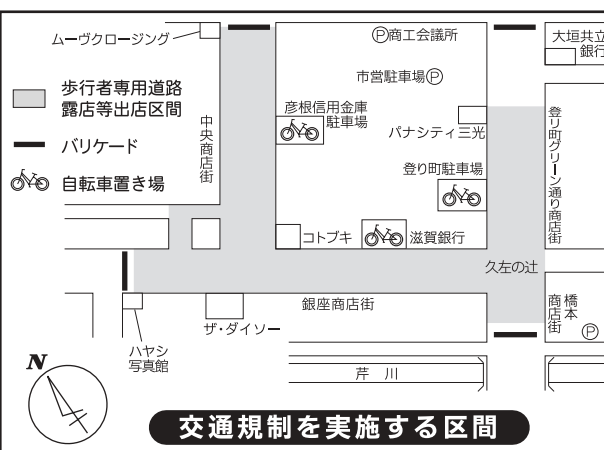 ムーヴクロージング
Ⓟ商工会議所
大垣共立
銀行
市営駐車場Ⓟ
歩行者専用道路
露店等出店区間
バリケード
自転車置き場
中央商店街
彦根信用金庫
駐車場
パナシティ三光
登り町グリーン通り商店街
登り町駐車場
コトブキ
滋賀銀行
久左の辻
銀座商店街
橋本
商店街
Ⓟ
ザ・ダイソー
ハヤシ
写真館
芹 川
N
交通規制を実施する区間